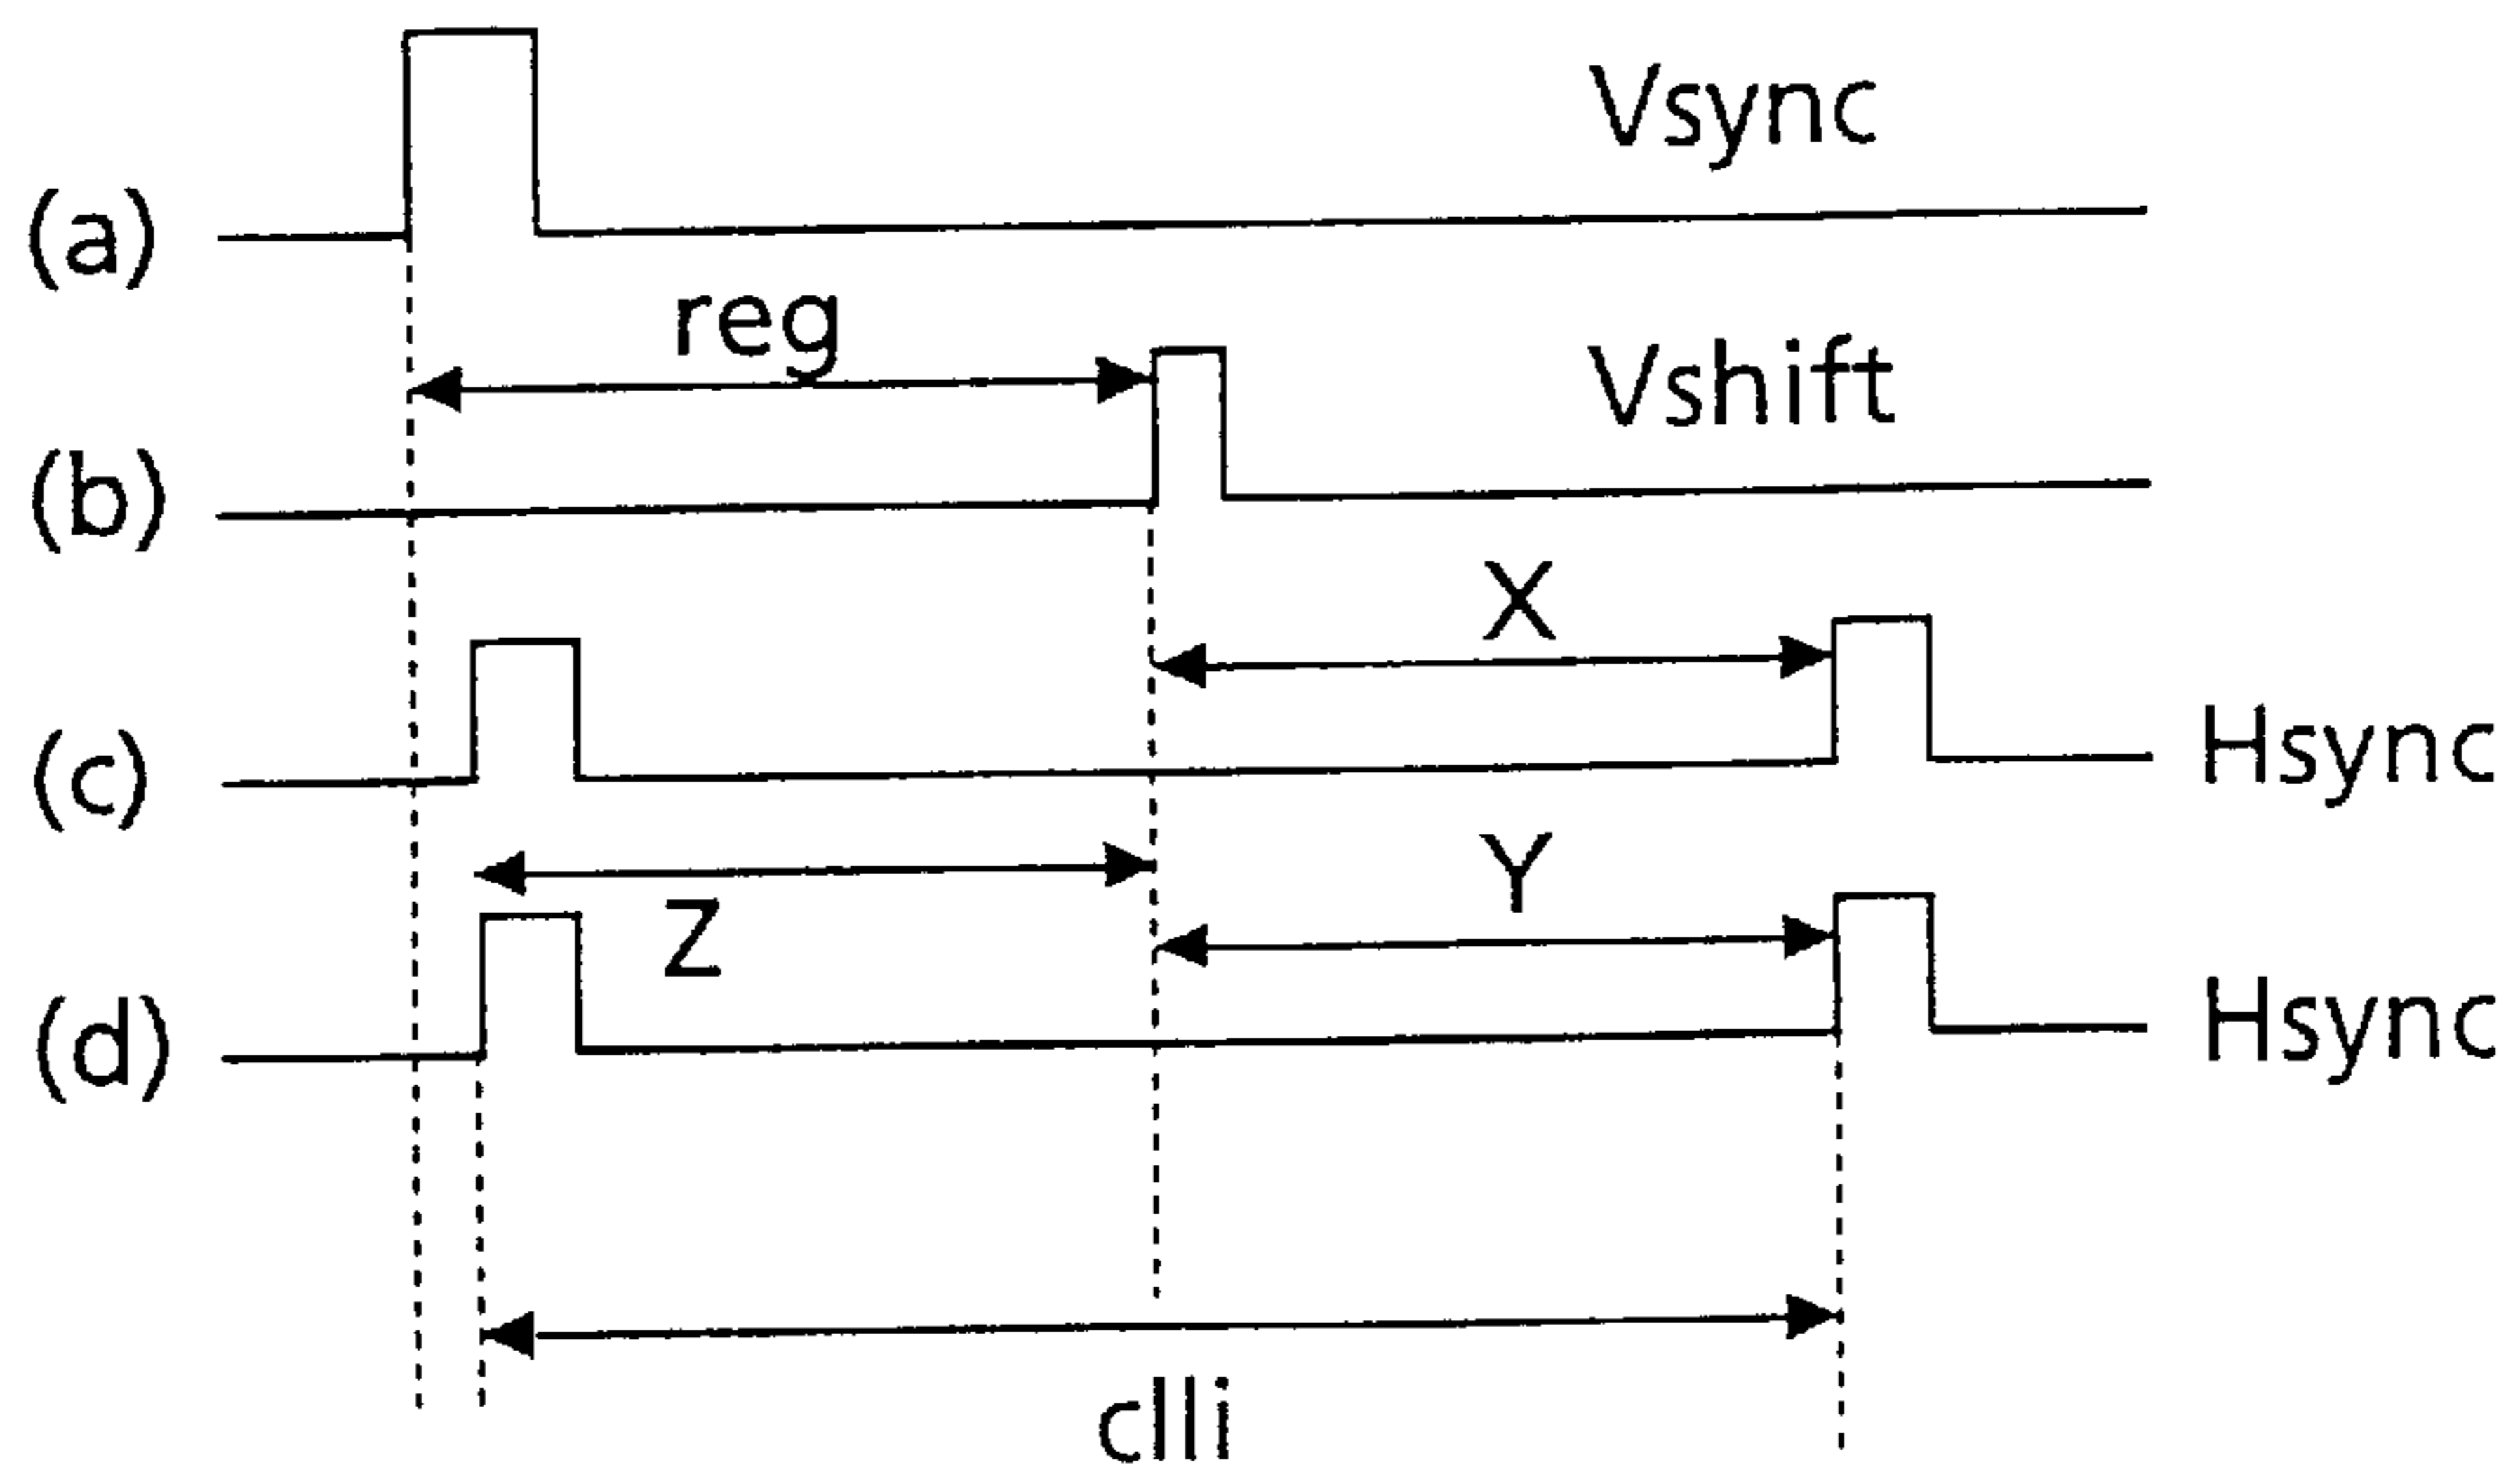 Vsync
(a)
reg
Vshift
(b)
X
(c)
Hsync
Y
Z
(d)
Hsync
clli